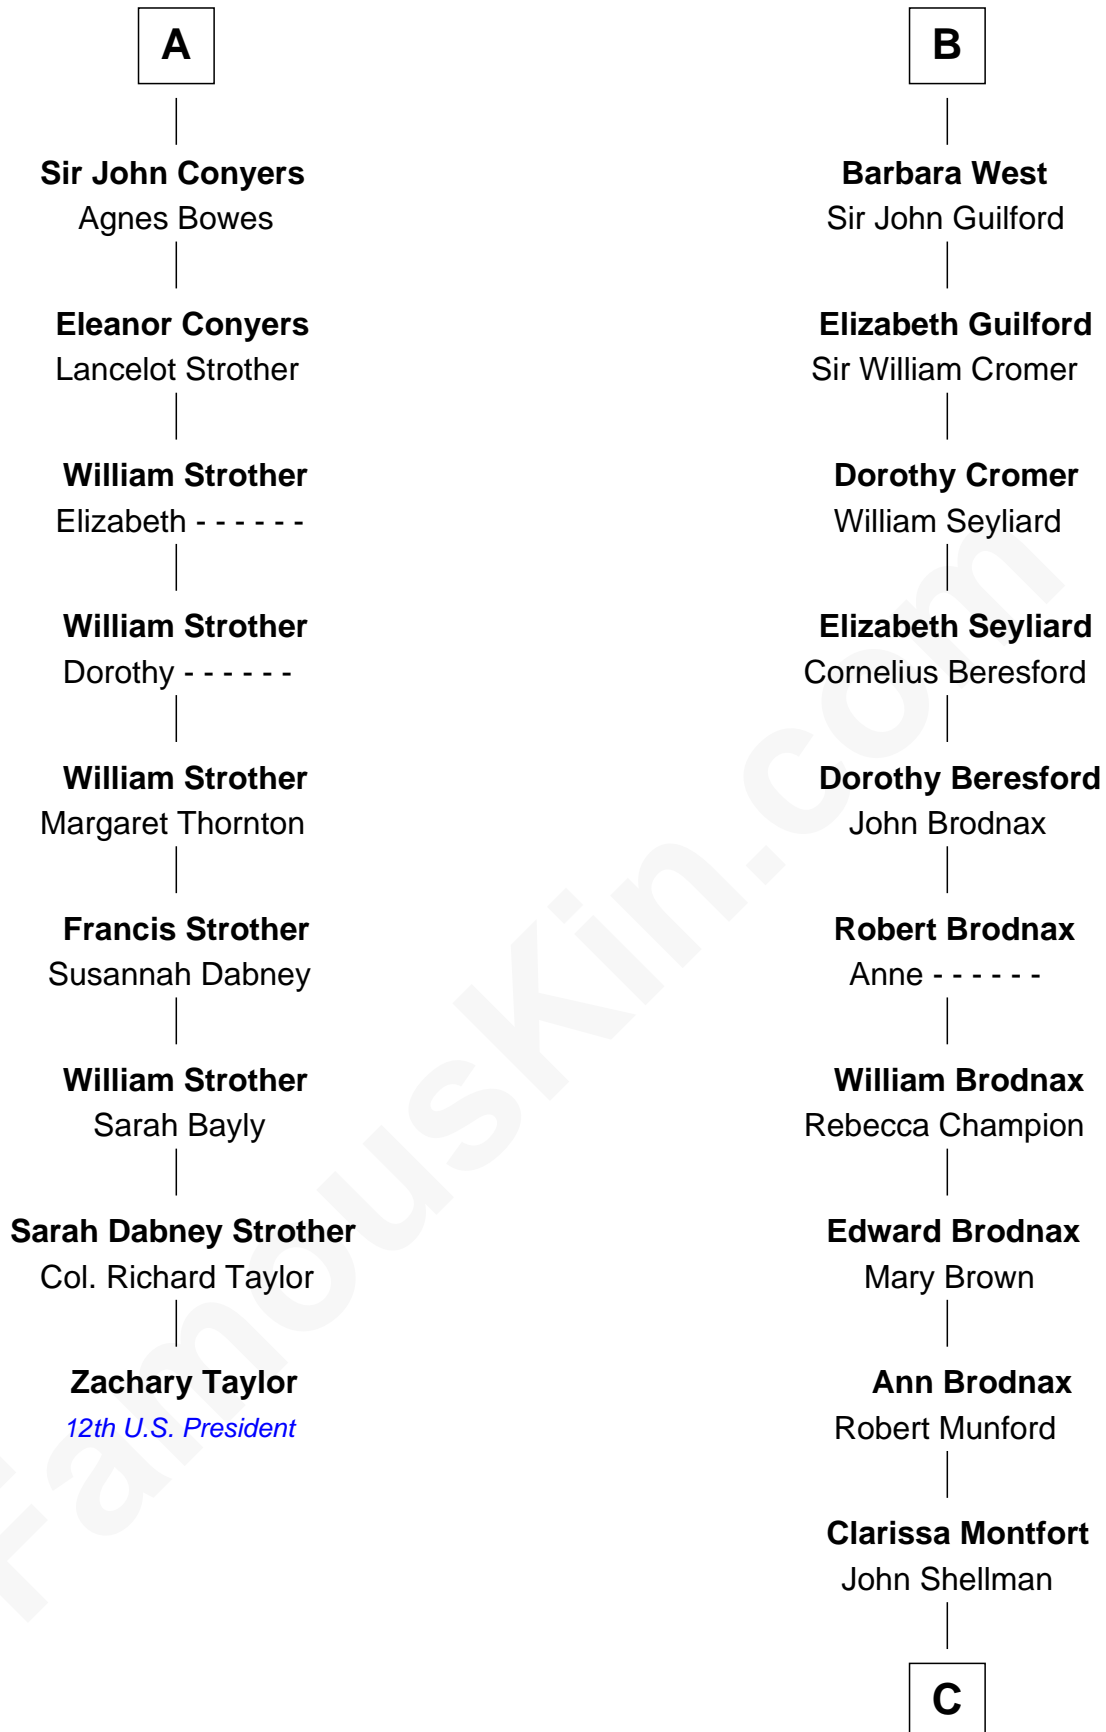 A
Sir John Conyers
Agnes Bowes
Eleanor Conyers
Lancelot Strother
William Strother
Elizabeth - - - - - -
William Strother
Dorothy - - - - - -
William Strother
Margaret Thornton
Francis Strother
Susannah Dabney
William Strother
Sarah Bayly
Sarah Dabney Strother
Col. Richard Taylor
Zachary Taylor
12th U.S. President
B
Barbara West
Sir John Guilford
Elizabeth Guilford
Sir William Cromer
Dorothy Cromer
William Seyliard
Elizabeth Seyliard
Cornelius Beresford
Dorothy Beresford
John Brodnax
Robert Brodnax
Anne - - - - - -
William Brodnax
Rebecca Champion
Edward Brodnax
Mary Brown
Ann Brodnax
Robert Munford
Clarissa Montfort
John Shellman
C
FamousKin.com